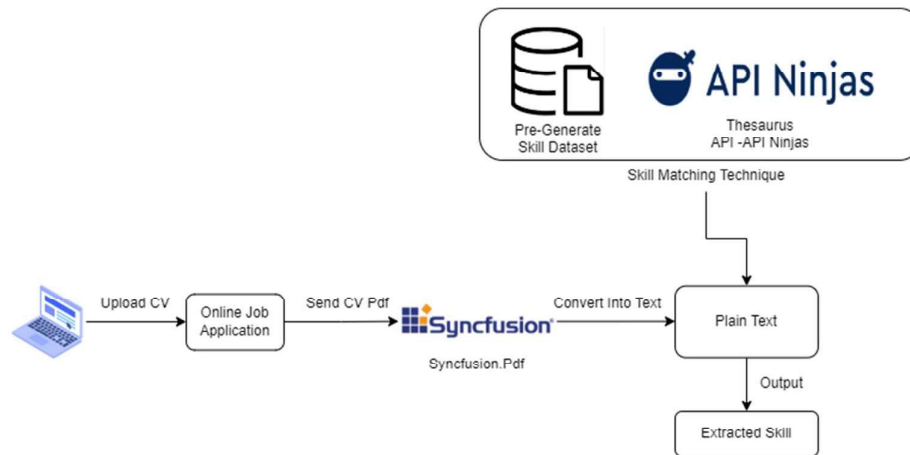 API Ninjas
Pre-Generate
Skill Dataset
Thesaurus
API -API Ninjas
Skill Matching Technique
Upload CV
Online Job
Application
Send CV Pdf
Syncfusion
Syncfusion.Pdf
Convert Into Text
Plain Text
Output
Extracted Skill